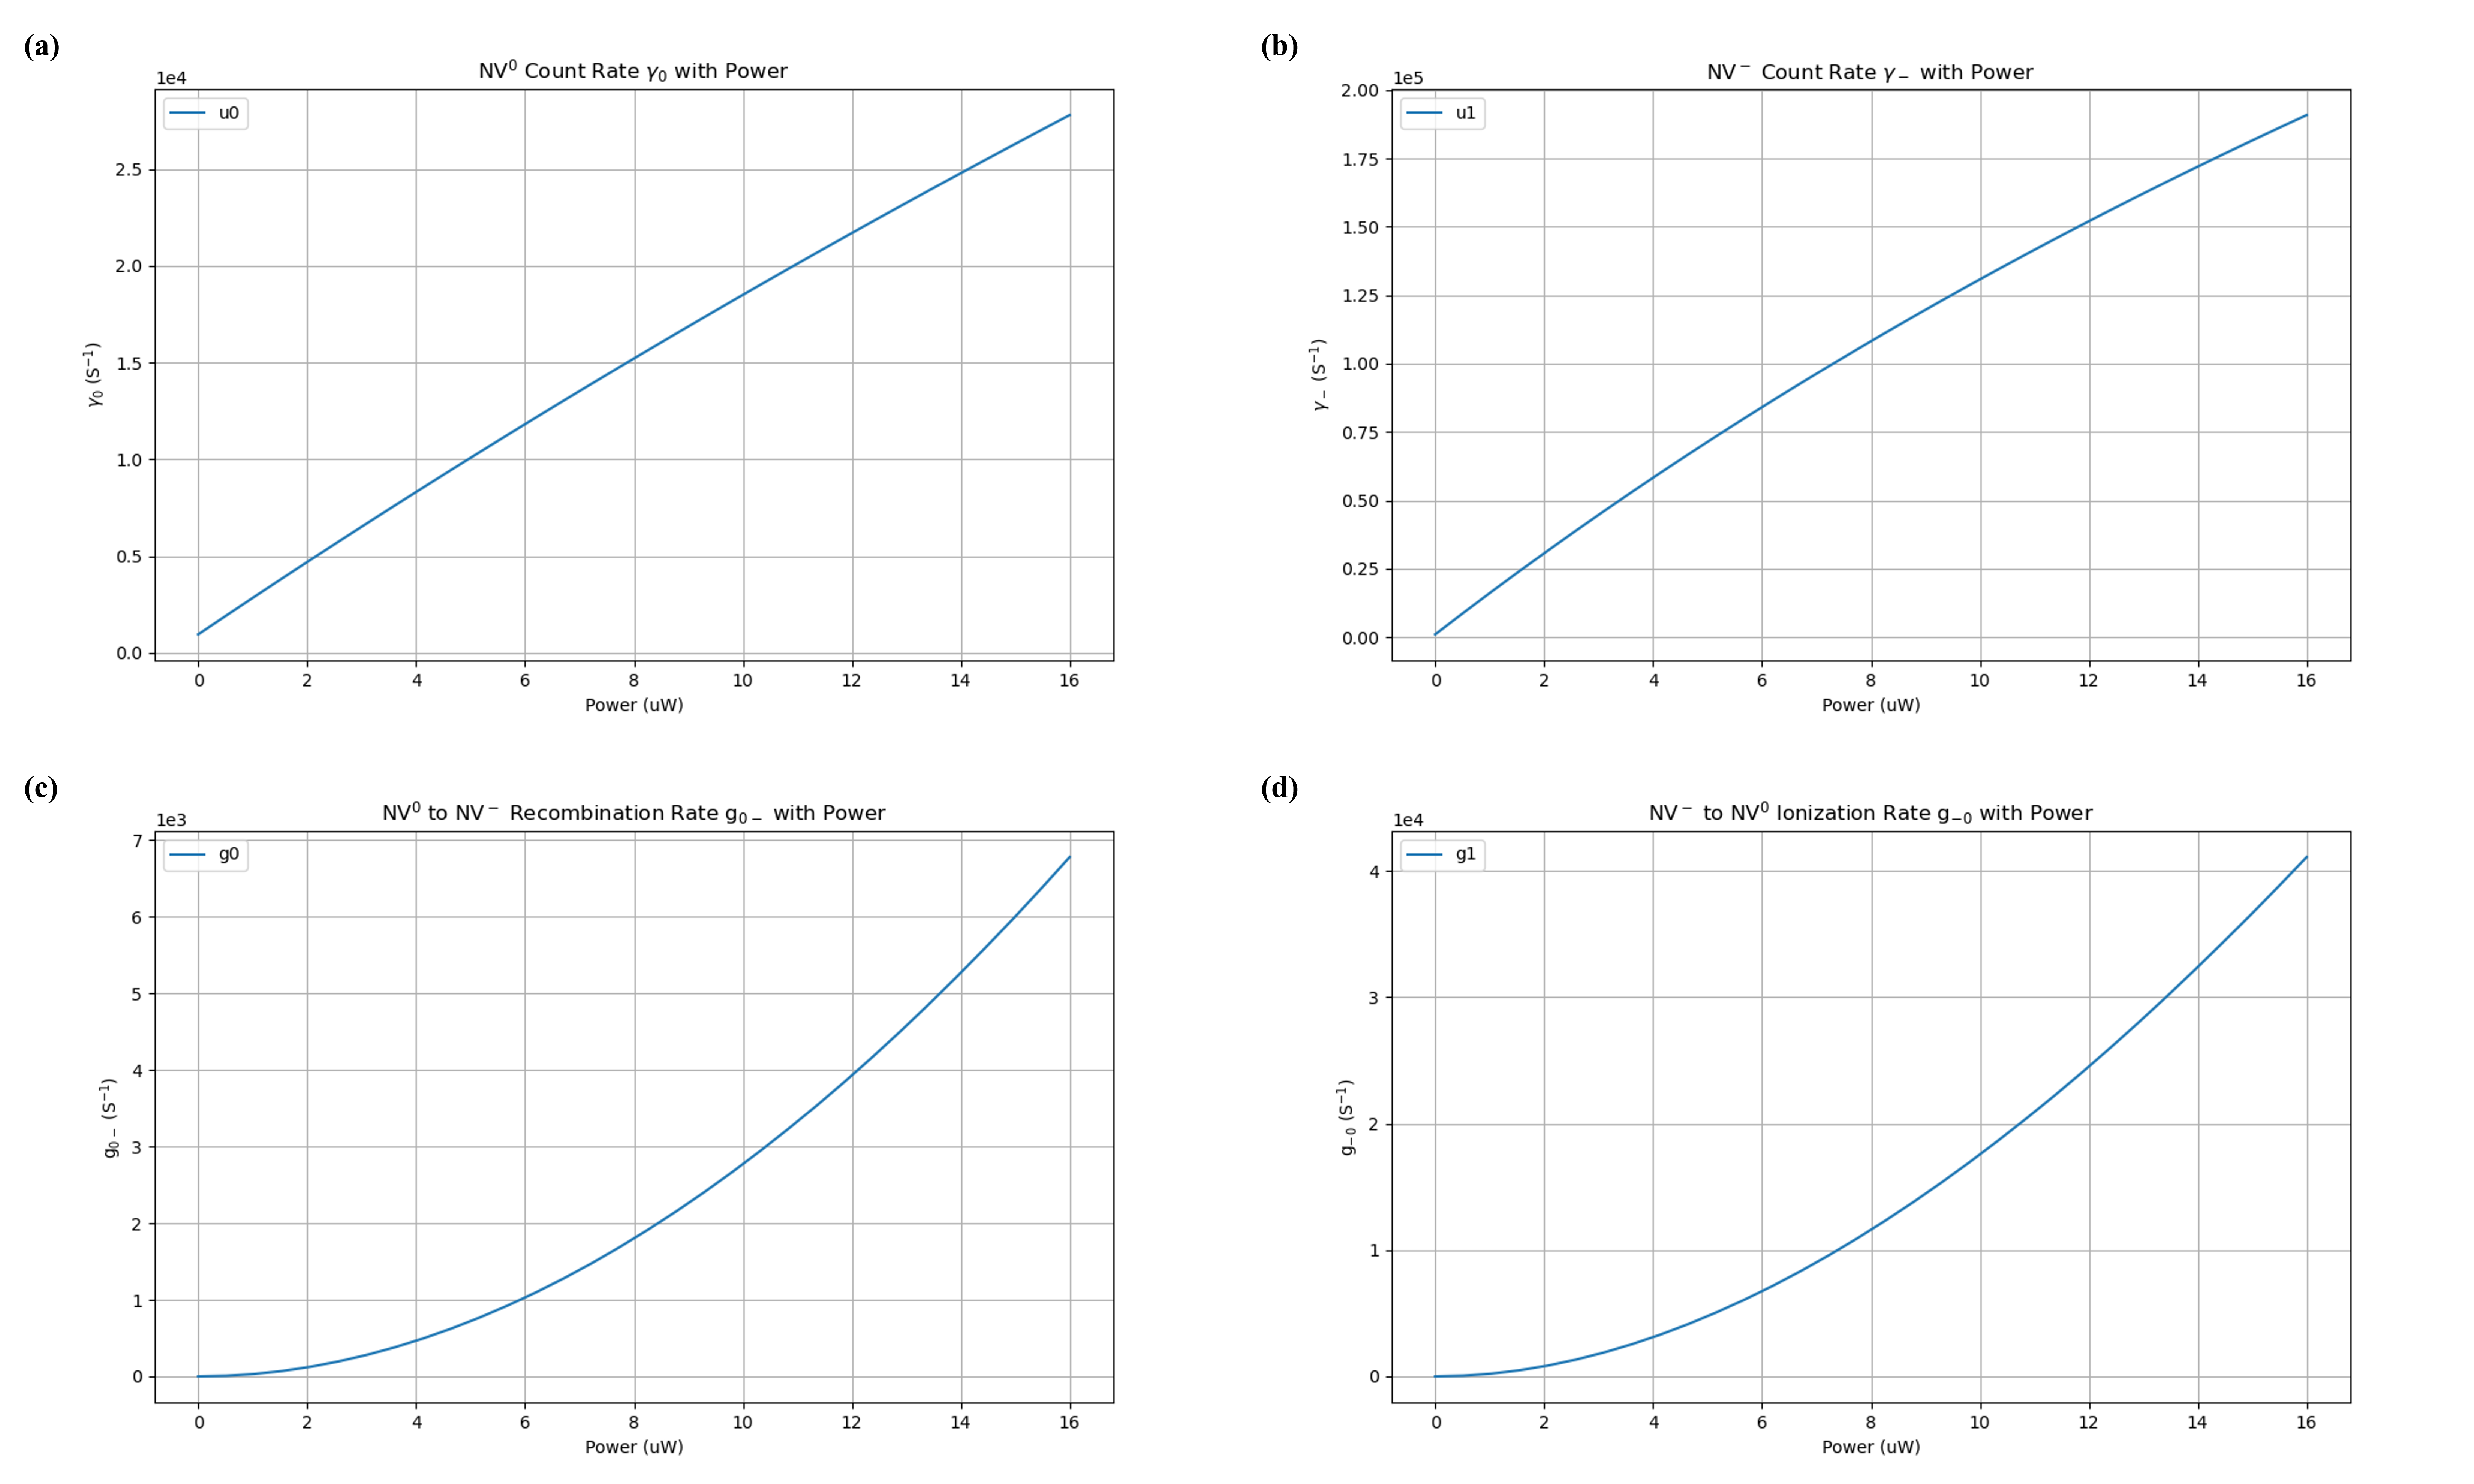 (a)
NV⁰ Count Rate γ₀ with Power
1e4
u0
2.5
2.0
1.5
1.0
0.5
0.0
γ₀ (S⁻¹)
0 2 4 6 8 10 12 14 16
Power (uW)
(b)
NV⁻ Count Rate γ₋ with Power
1e5
u1
2.00
1.75
1.50
1.25
1.00
0.75
0.50
0.25
0.00
γ₋ (S⁻¹)
0 2 4 6 8 10 12 14 16
Power (uW)
(c)
NV⁰ to NV⁻ Recombination Rate g₀₋ with Power
1e3
g0
7
6
5
4
3
2
1
0
g₀₋ (S⁻¹)
0 2 4 6 8 10 12 14 16
Power (uW)
(d)
NV⁻ to NV⁰ Ionization Rate g₋₀ with Power
1e4
g1
4
3
2
1
0
g₋₀ (S⁻¹)
0 2 4 6 8 10 12 14 16
Power (uW)